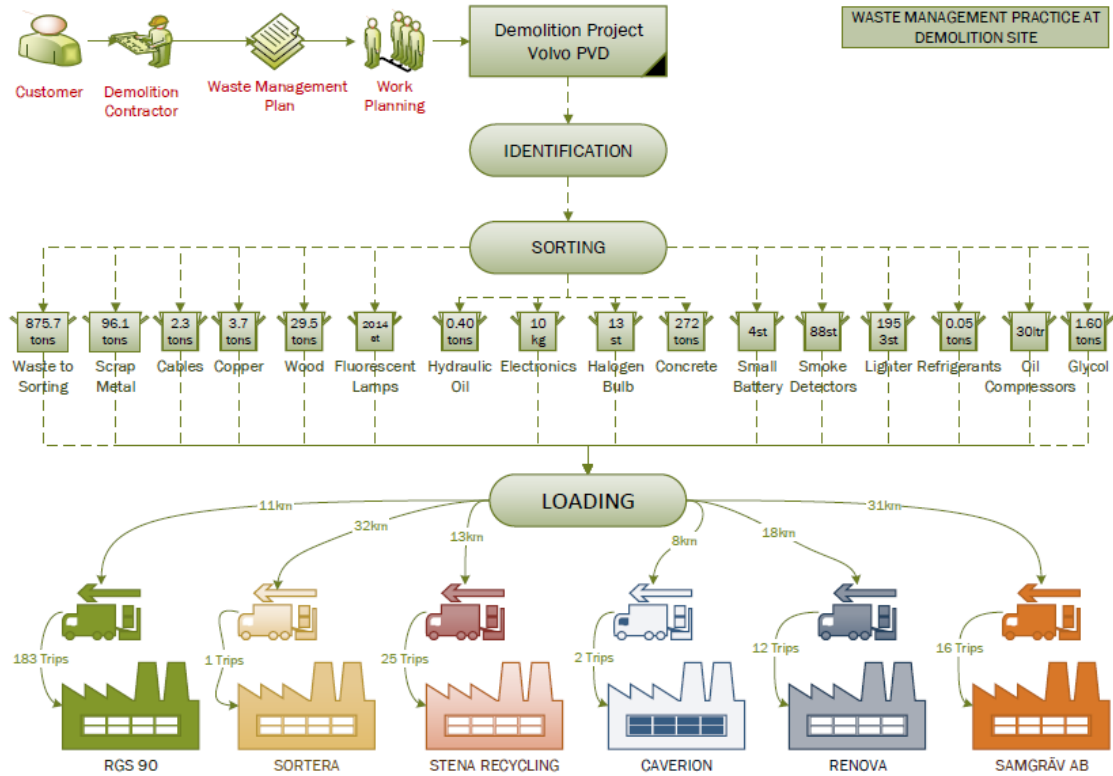 WASTE MANAGEMENT PRACTICE AT
DEMOLITION SITE
Demolition Project
Volvo PVD
Customer
Demolition
Contractor
Waste Management
Plan
Work
Planning
IDENTIFICATION
SORTING
875.7
tons
96.1
tons
2.3
tons
3.7
tons
29.5
tons
2014
st
0.40
tons
10
kg
13
st
272
tons
4st
88st
195
3st
0.05
tons
30ltr
1.60
tons
Waste to
Sorting
Scrap
Metal
Cables
Copper
Wood
Fluorescent
Lamps
Hydraulic
Oil
Electronics
Halogen
Bulb
Concrete
Small
Battery
Smoke
Detectors
Lighter
Refrigerants
Oil
Compressors
Glycol
LOADING
11km
32km
13km
8km
18km
31km
183 Trips
1 Trips
25 Trips
2 Trips
12 Trips
16 Trips
RGS 90
SORTERA
STENA RECYCLING
CAVERION
RENOVA
SAMGRÄV AB